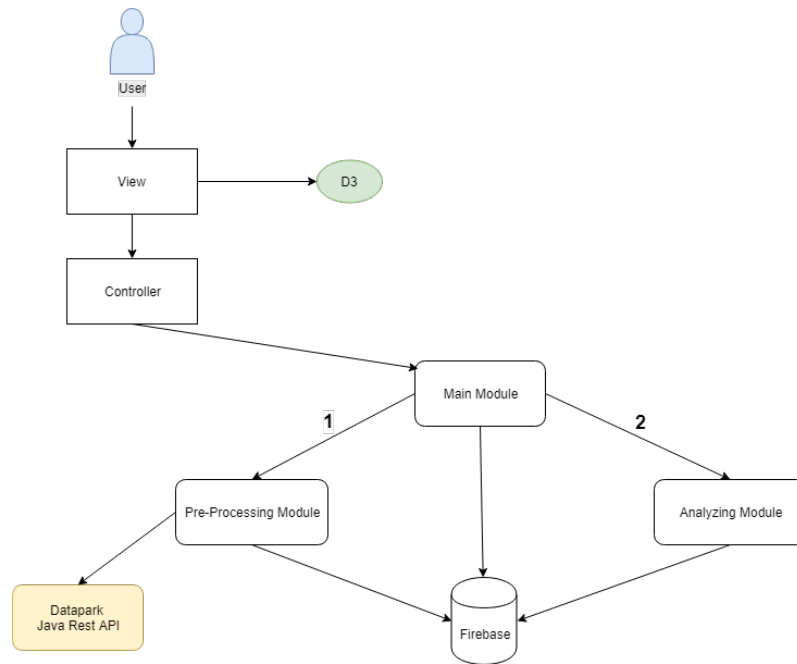 User
View
D3
Controller
Main Module
1
2
Pre-Processing Module
Analyzing Module
Datapark
Java Rest API
Firebase